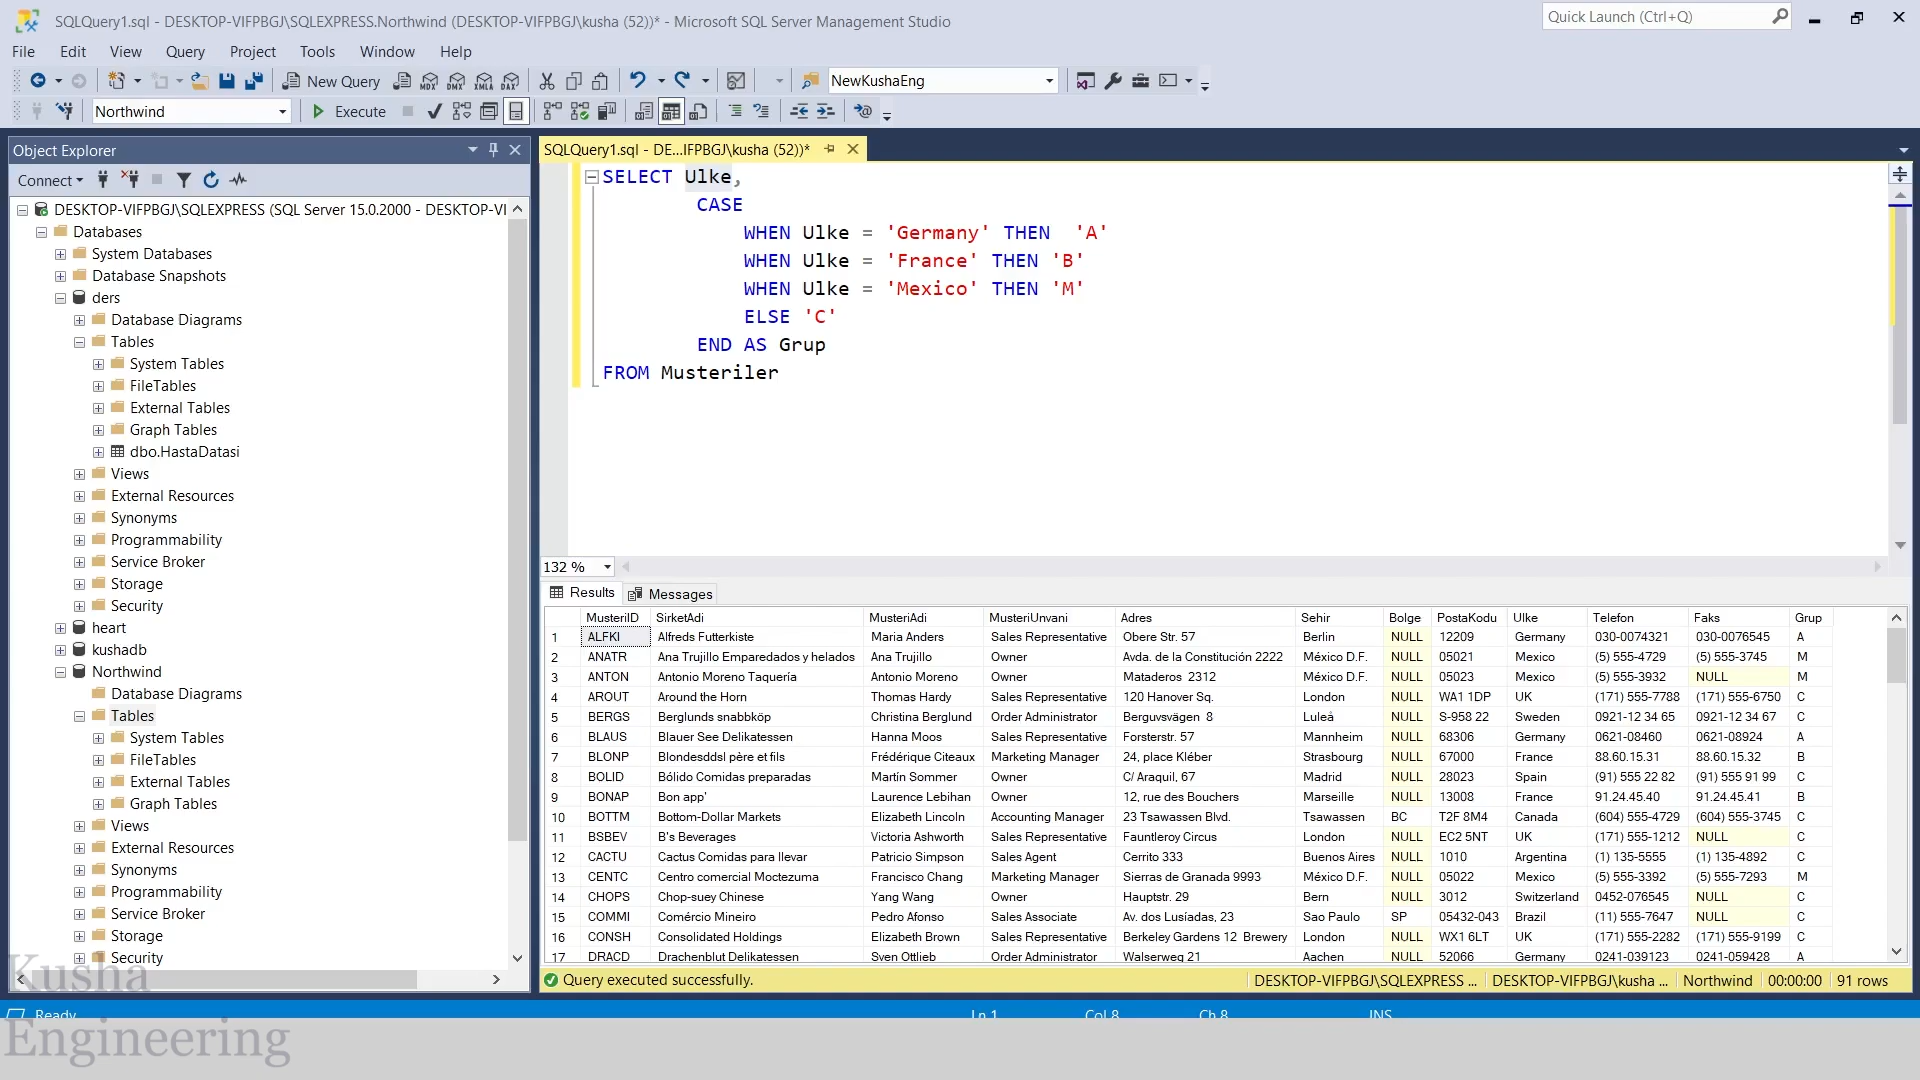 SQLQuery1.sql - DESKTOP-VIFPBGJ\SQLEXPRESS.Northwind (DESKTOP-VIFPBGJ\kusha (52))* - Microsoft SQL Server Management Studio
Quick Launch (Ctrl+Q)
File Edit View Query Project Tools Window Help
New Query MDX DMX XMLA DAX NewKushaEng
Northwind Execute
Object Explorer
SQLQuery1.sql - DE...IFPBGJ\kusha (52))*
Connect
DESKTOP-VIFPBGJ\SQLEXPRESS (SQL Server 15.0.2000 - DESKTOP-VI
Databases
System Databases
Database Snapshots
ders
Database Diagrams
Tables
System Tables
FileTables
External Tables
Graph Tables
dbo.HastaDatasi
Views
External Resources
Synonyms
Programmability
Service Broker
Storage
Security
heart
kushadb
Northwind
Database Diagrams
Tables
System Tables
FileTables
External Tables
Graph Tables
Views
External Resources
Synonyms
Programmability
Service Broker
Storage
Security
SELECT Ulke,
CASE
WHEN Ulke = 'Germany' THEN 'A'
WHEN Ulke = 'France' THEN 'B'
WHEN Ulke = 'Mexico' THEN 'M'
ELSE 'C'
END AS Grup
FROM Musteriler
132 %
Results Messages
MusteriID SirketAdi MusteriAdi MusteriUnvani Adres Sehir Bolge PostaKodu Ulke Telefon Faks Grup
1 ALFKI Alfreds Futterkiste Maria Anders Sales Representative Obere Str. 57 Berlin NULL 12209 Germany 030-0074321 030-0076545 A
2 ANATR Ana Trujillo Emparedados y helados Ana Trujillo Owner Avda. de la Constitución 2222 México D.F. NULL 05021 Mexico (5) 555-4729 (5) 555-3745 M
3 ANTON Antonio Moreno Taquería Antonio Moreno Owner Mataderos 2312 México D.F. NULL 05023 Mexico (5) 555-3932 NULL M
4 AROUT Around the Horn Thomas Hardy Sales Representative 120 Hanover Sq. London NULL WA1 1DP UK (171) 555-7788 (171) 555-6750 C
5 BERGS Berglunds snabbköp Christina Berglund Order Administrator Berguvsvägen 8 Luleå NULL S-958 22 Sweden 0921-12 34 65 0921-12 34 67 C
6 BLAUS Blauer See Delikatessen Hanna Moos Sales Representative Forsterstr. 57 Mannheim NULL 68306 Germany 0621-08460 0621-08924 A
7 BLONP Blondesddsl père et fils Frédérique Citeaux Marketing Manager 24, place Kléber Strasbourg NULL 67000 France 88.60.15.31 88.60.15.32 B
8 BOLID Bólido Comidas preparadas Martín Sommer Owner C/ Araquil, 67 Madrid NULL 28023 Spain (91) 555 22 82 (91) 555 91 99 C
9 BONAP Bon app' Laurence Lebihan Owner 12, rue des Bouchers Marseille NULL 13008 France 91.24.45.40 91.24.45.41 B
10 BOTTM Bottom-Dollar Markets Elizabeth Lincoln Accounting Manager 23 Tsawassen Blvd. Tsawassen BC T2F 8M4 Canada (604) 555-4729 (604) 555-3745 C
11 BSBEV B's Beverages Victoria Ashworth Sales Representative Fauntleroy Circus London NULL EC2 5NT UK (171) 555-1212 NULL C
12 CACTU Cactus Comidas para llevar Patricio Simpson Sales Agent Cerrito 333 Buenos Aires NULL 1010 Argentina (1) 135-5555 (1) 135-4892 C
13 CENTC Centro comercial Moctezuma Francisco Chang Marketing Manager Sierras de Granada 9993 México D.F. NULL 05022 Mexico (5) 555-3392 (5) 555-7293 M
14 CHOPS Chop-suey Chinese Yang Wang Owner Hauptstr. 29 Bern NULL 3012 Switzerland 0452-076545 NULL C
15 COMMI Comércio Mineiro Pedro Afonso Sales Associate Av. dos Lusíadas, 23 Sao Paulo SP 05432-043 Brazil (11) 555-7647 NULL C
16 CONSH Consolidated Holdings Elizabeth Brown Sales Representative Berkeley Gardens 12 Brewery London NULL WX1 6LT UK (171) 555-2282 (171) 555-9199 C
17 DRACD Drachenblut Delikatessen Sven Ottlieb Order Administrator Walserweg 21 Aachen NULL 52066 Germany 0241-039123 0241-059428 A
Query executed successfully. DESKTOP-VIFPBGJ\SQLEXPRESS ... DESKTOP-VIFPBGJ\kusha ... Northwind 00:00:00 91 rows
Ready Ln 1 Col 8 Ch 8 INS
Kusha
Engineering